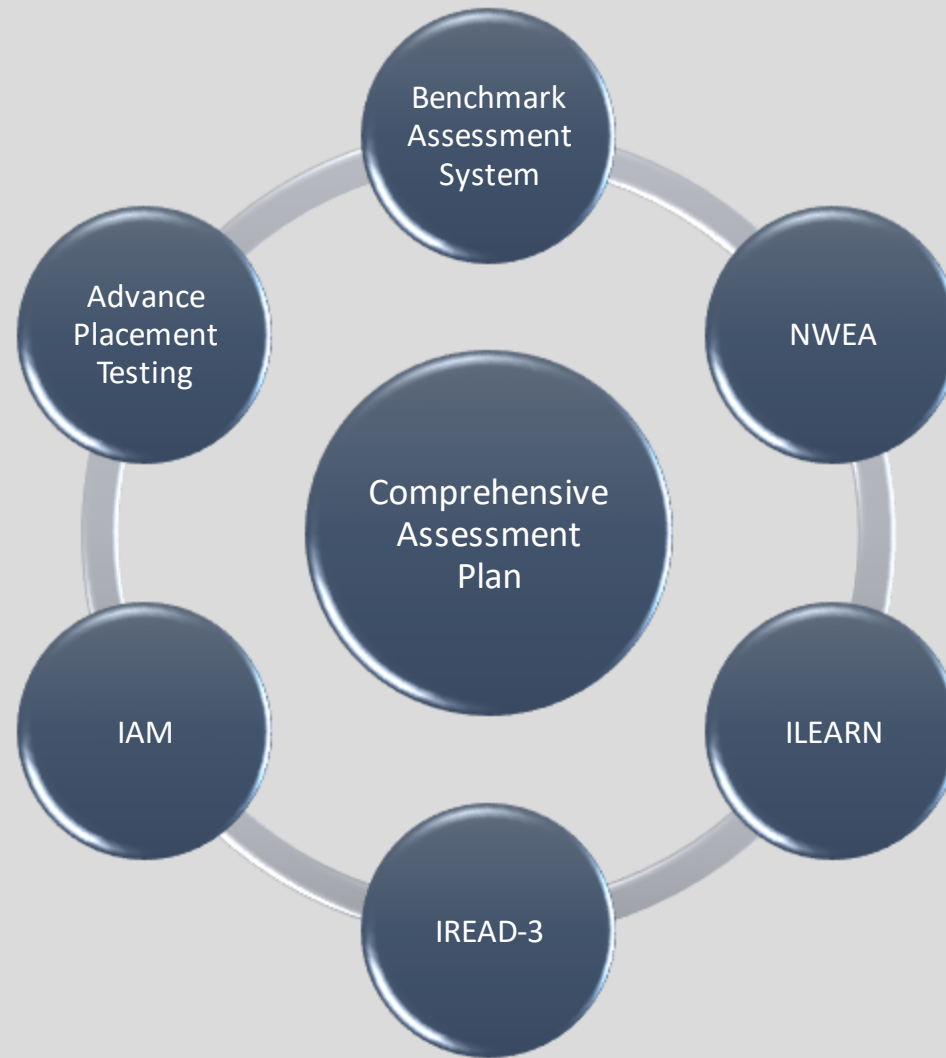 Benchmark
Assessment
System
NWEA
ILEARN
IREAD-3
IAM
Advance
Placement
Testing
Comprehensive
Assessment
Plan